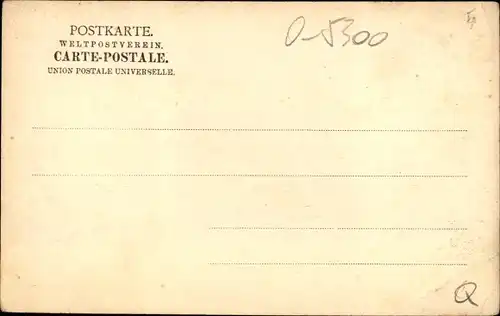 POSTKARTE.
WELTPOSTVEREIN.
CARTE-POSTALE.
UNION POSTALE UNIVERSELLE.
0-5300
Q